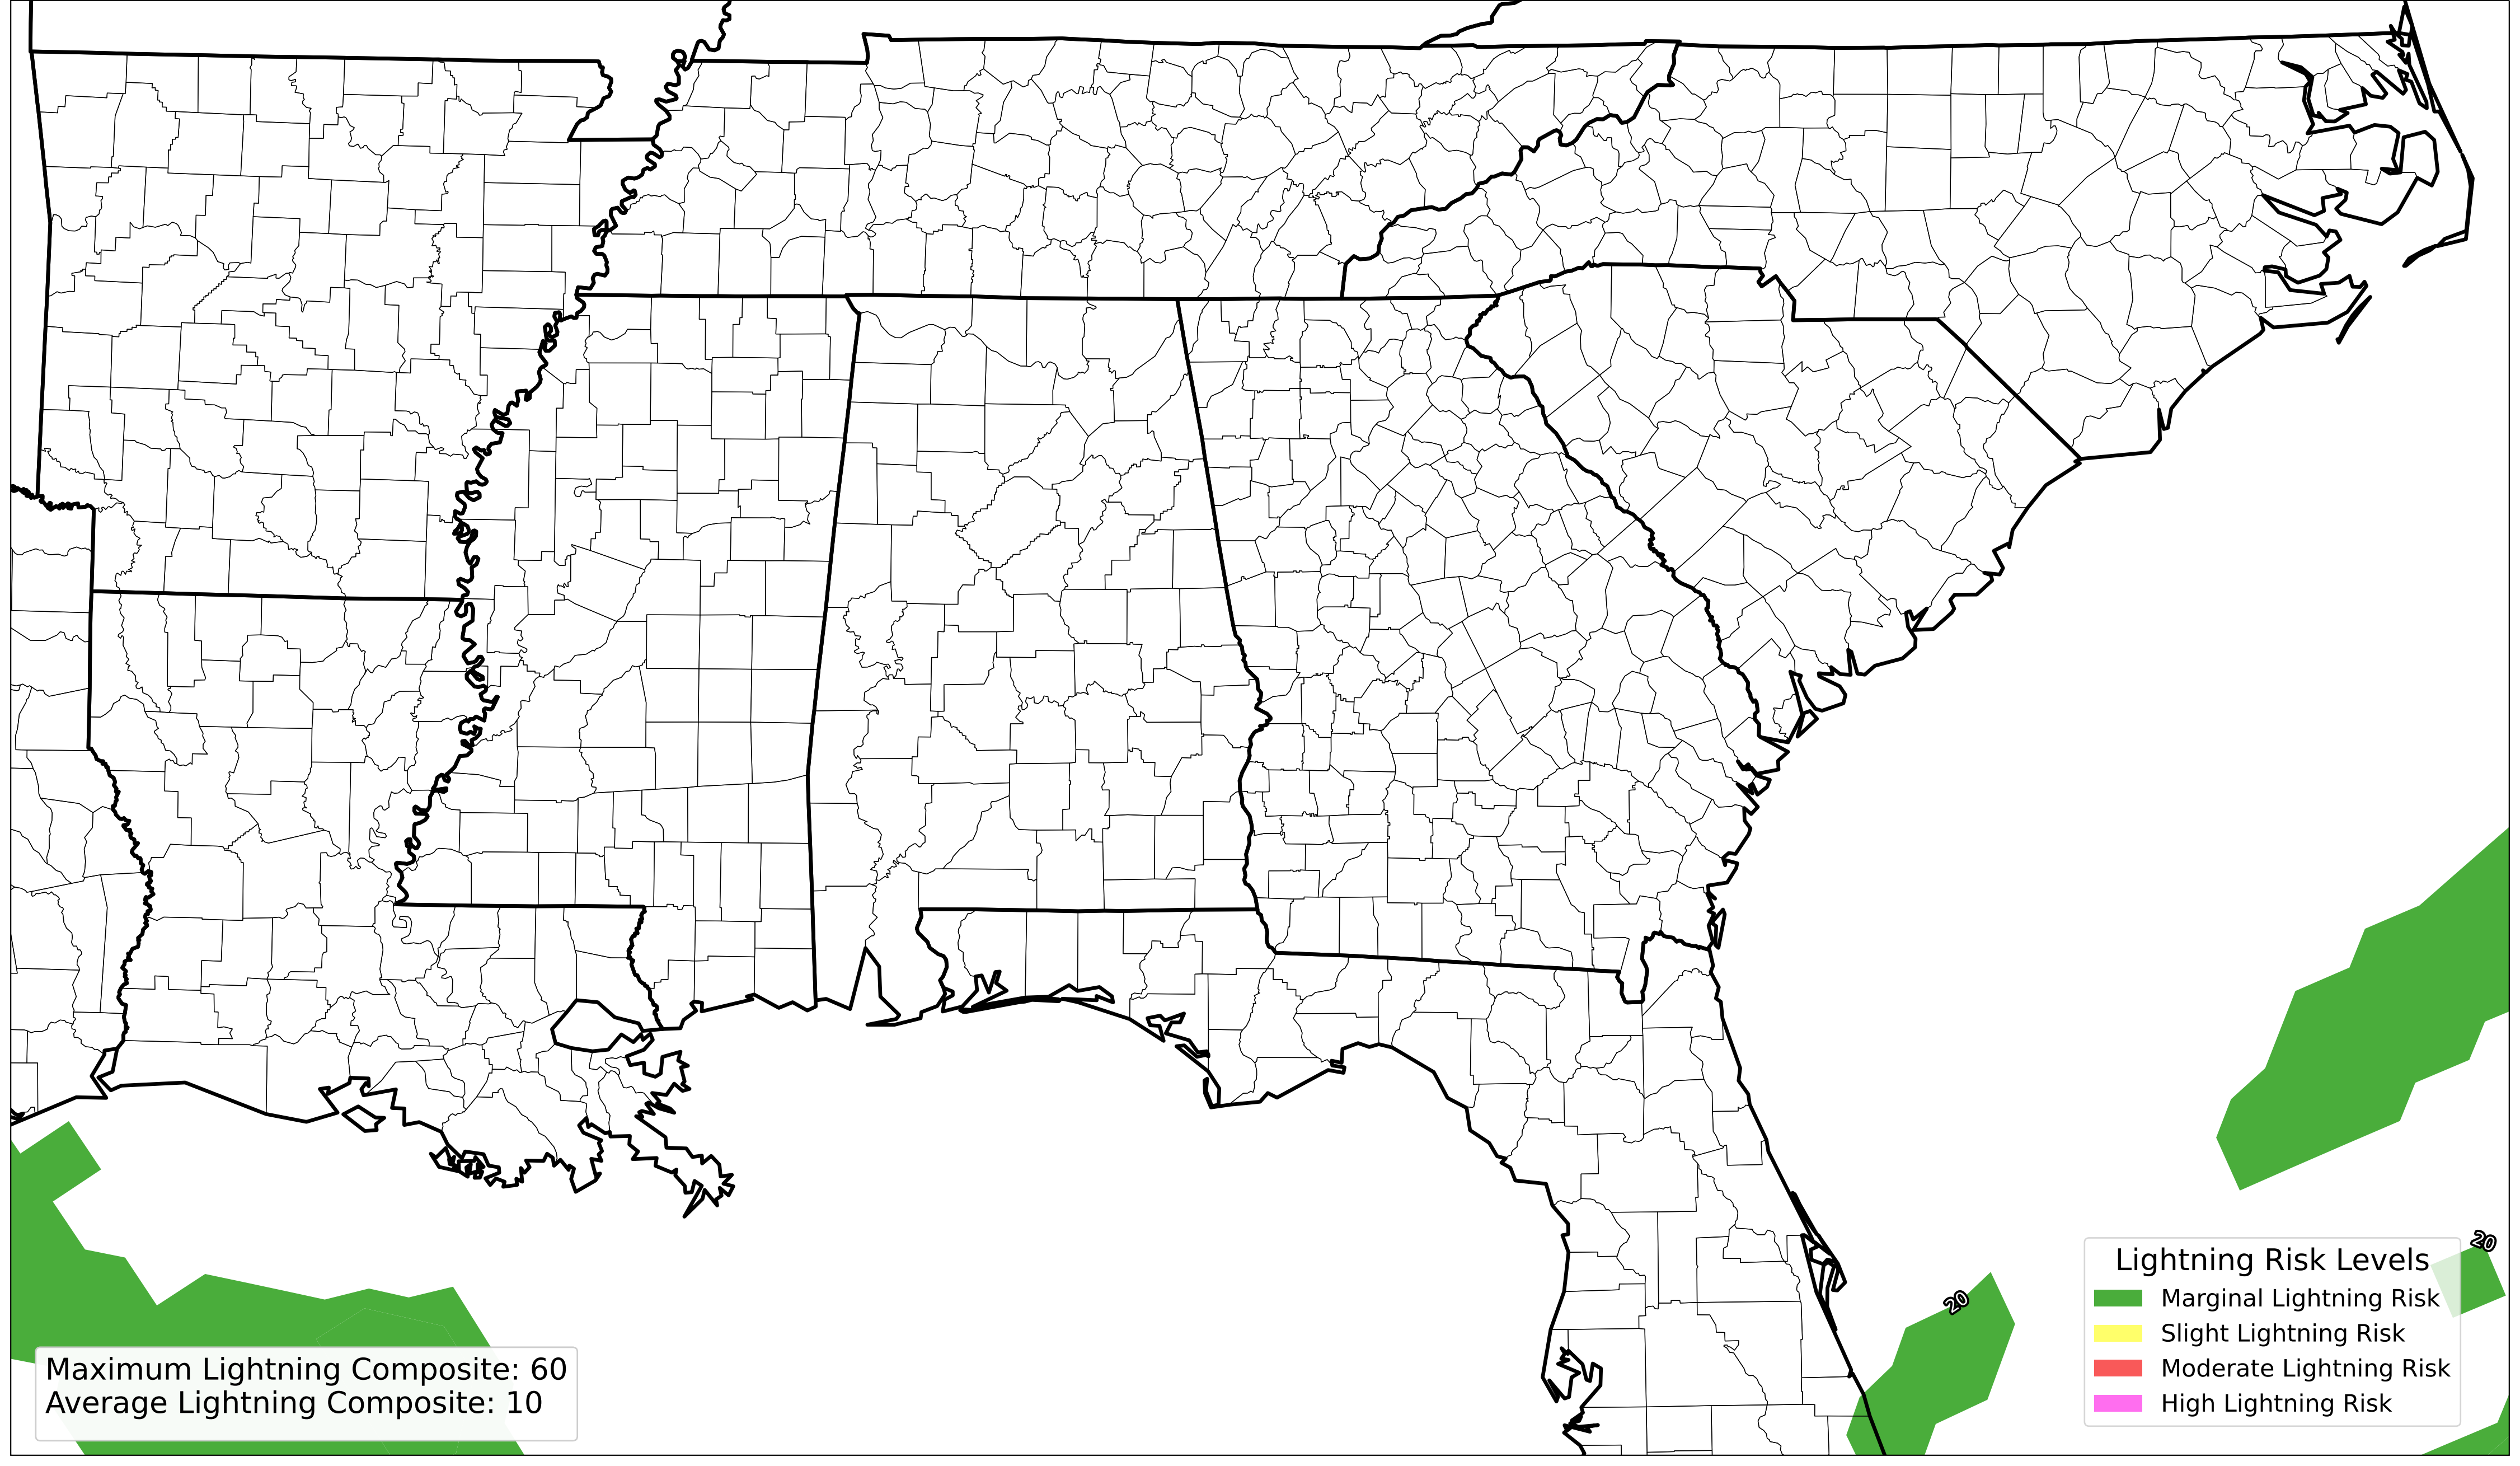 20
20
Lightning Risk Levels
Marginal Lightning Risk
Slight Lightning Risk
Moderate Lightning Risk
High Lightning Risk
Maximum Lightning Composite: 60
Average Lightning Composite: 10